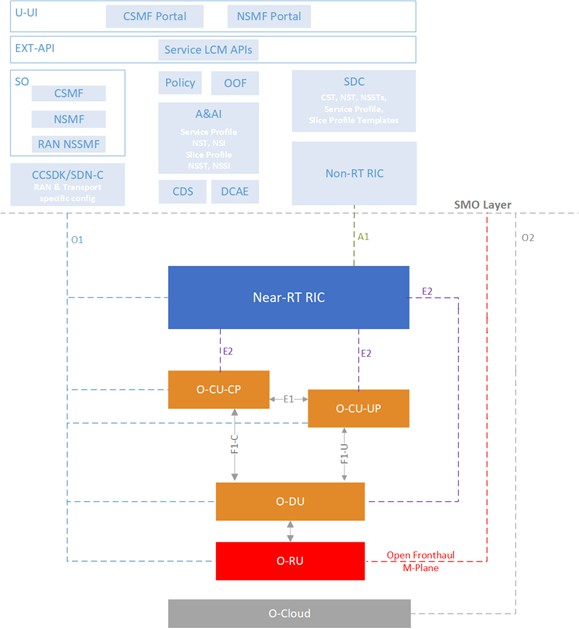 U-UI
CSMF Portal
NSMF Portal
EXT-API
Service LCM APIs
SO
CSMF
NSMF
RAN NSSMF
Policy
OOF
A&AI
Service Profile
NST, NSI
Slice Profile
NSST, NSSI
SDC
CST, NST, NSSTs,
Service Profile,
Slice Profile Templates
CCSDK/SDN-C
RAN & Transport
specific config
CDS
DCAE
Non-RT RIC
SMO Layer
O1
A1
O2
Near-RT RIC
E2
E2
E2
O-CU-CP
E1
O-CU-UP
F1-C
F1-U
O-DU
O-RU
Open Fronthaul
M-Plane
O-Cloud